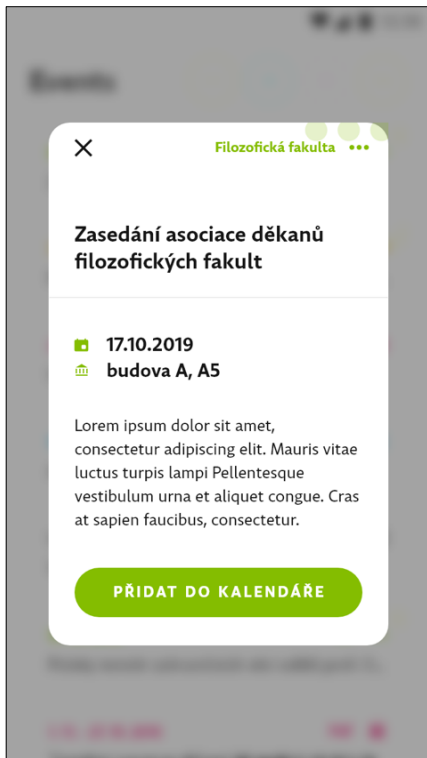 Events
Filozofická fakulta
Zasedání asociace děkanů
filozofických fakult
17.10.2019
budova A, A5
Lorem ipsum dolor sit amet,
consectetur adipiscing elit. Mauris vitae
luctus turpis lampi Pellentesque
vestibulum urna et aliquet congue. Cras
at sapien faucibus, consectetur.
PŘIDAT DO KALENDÁŘE